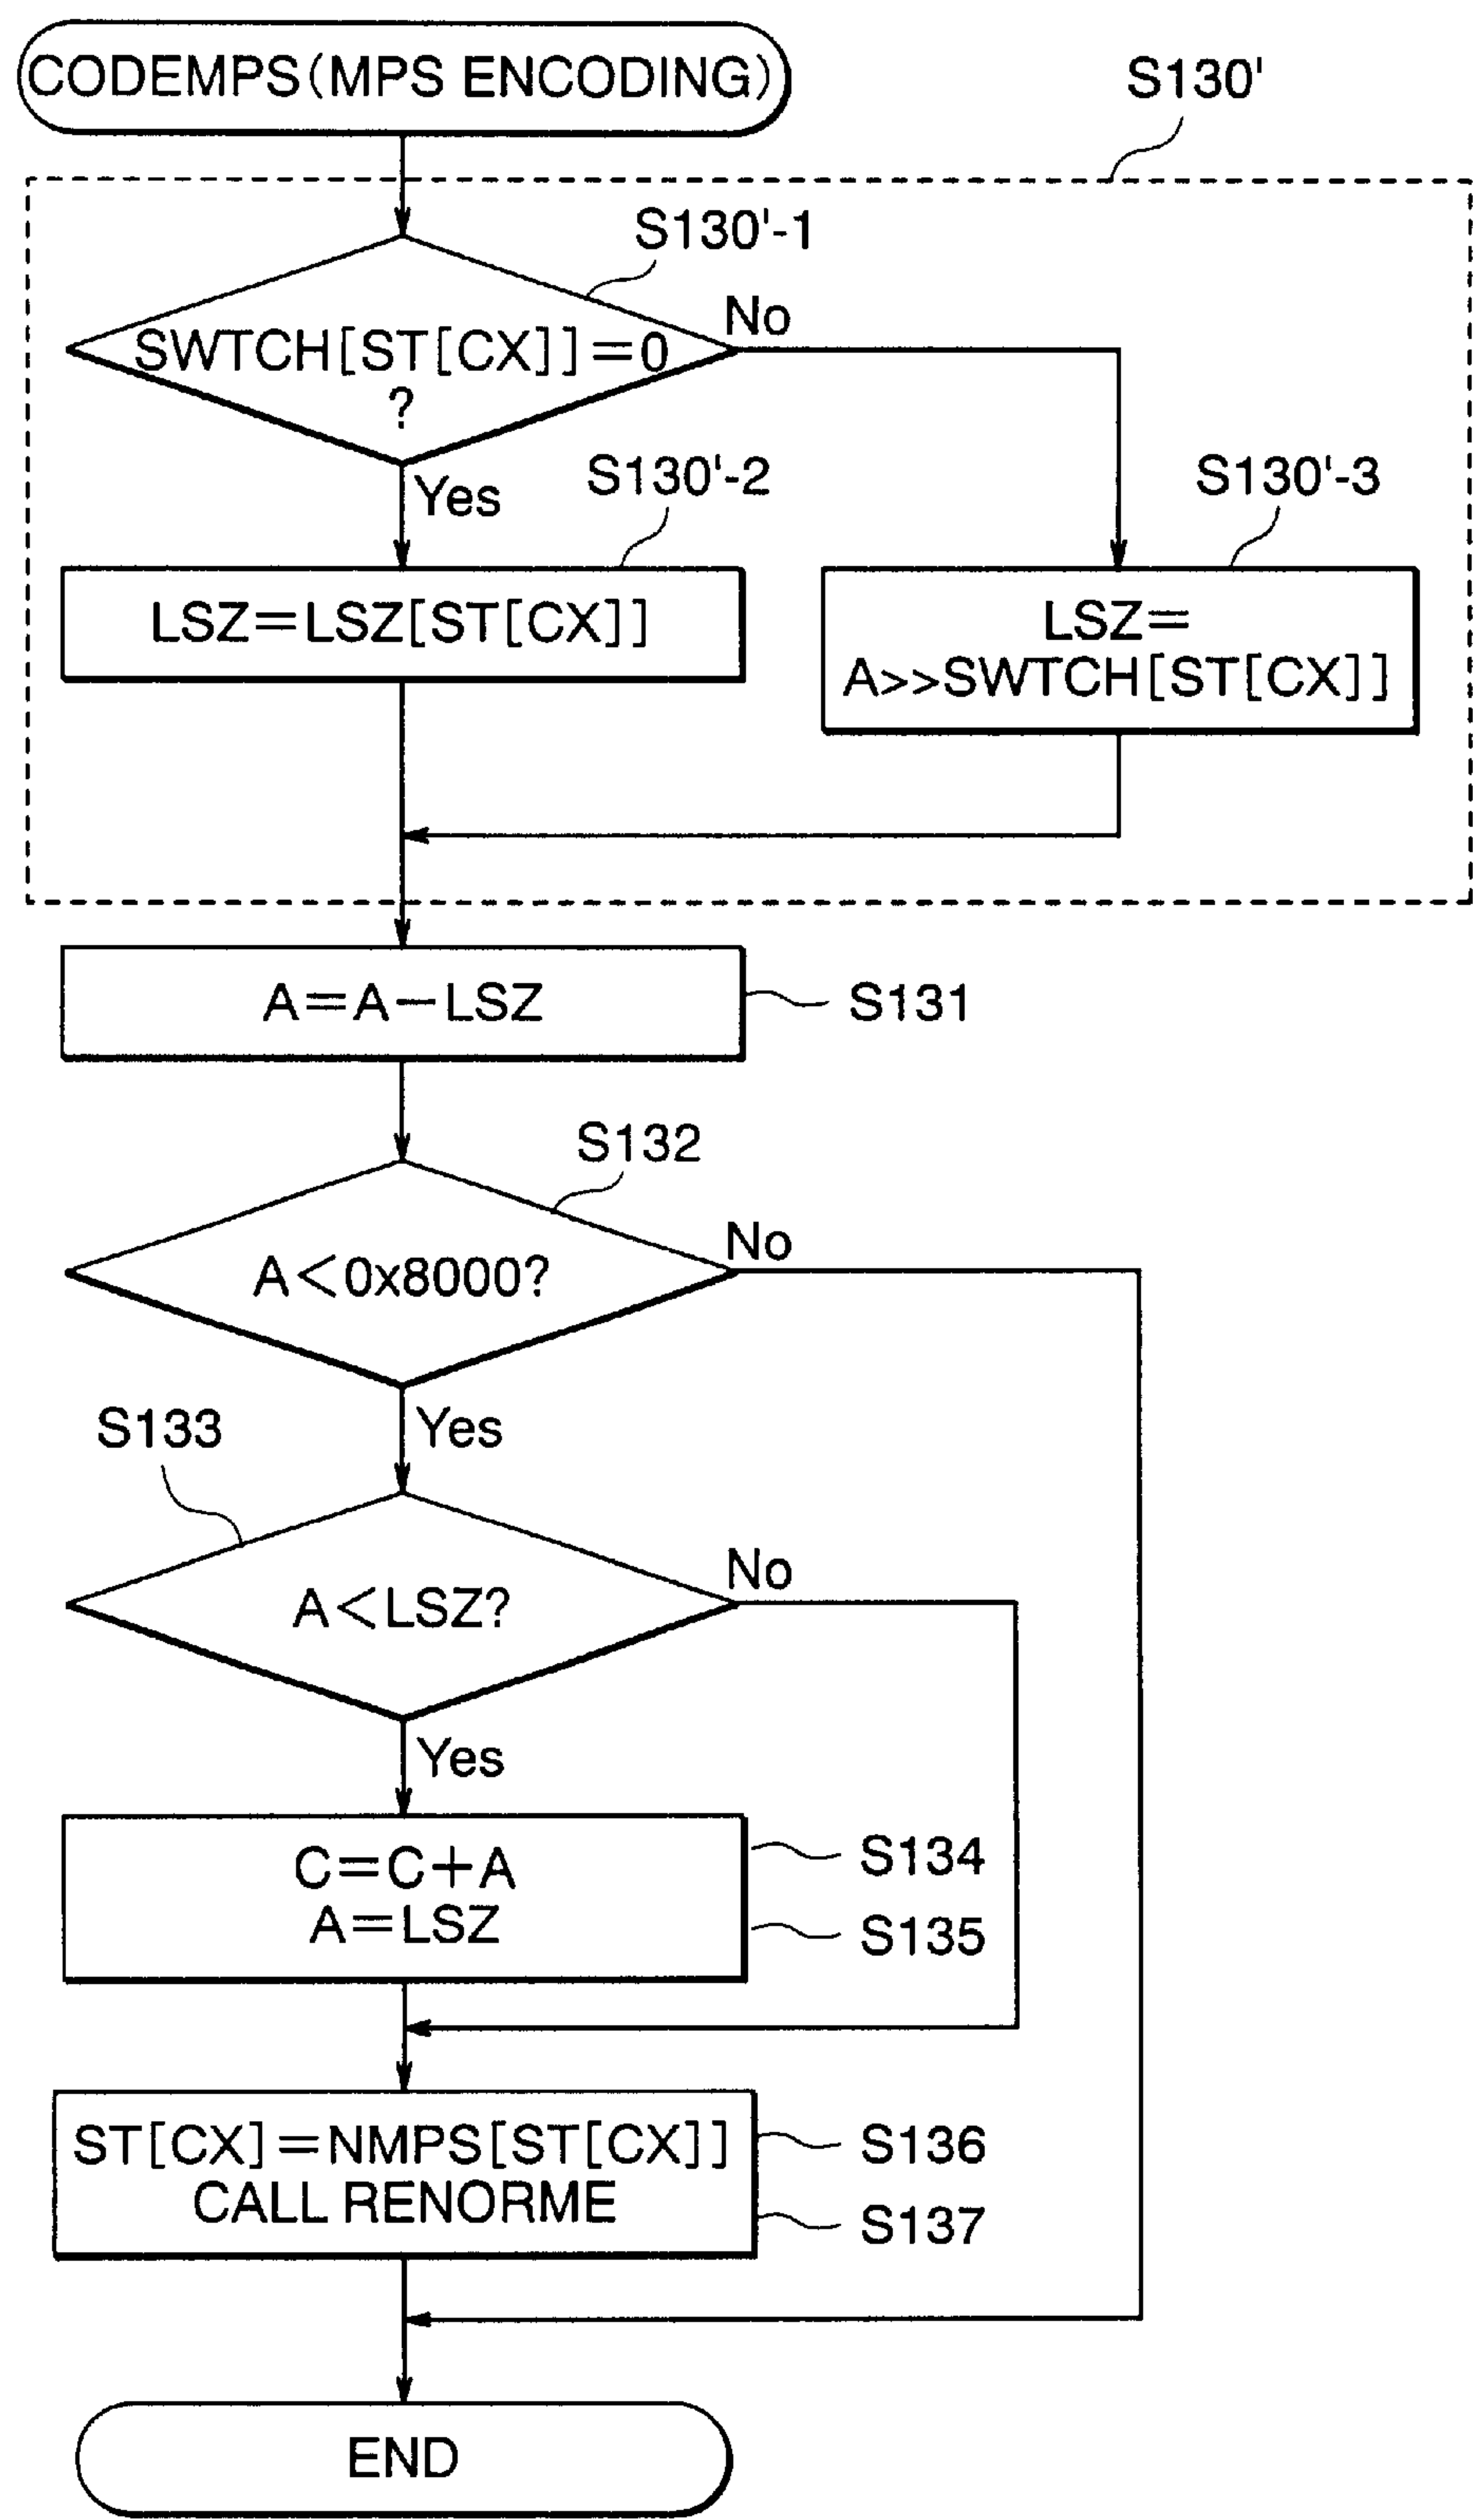 CODEMPS(MPS ENCODING)
S130'
S130'-1
SWTCH[ST[CX]]=0
?
No
Yes
S130'-2
S130'-3
LSZ=LSZ[ST[CX]]
LSZ=
A>>SWTCH[ST[CX]]
A=A-LSZ
S131
S132
A<0x8000?
No
Yes
S133
A<LSZ?
No
Yes
C=C+A
S134
A=LSZ
S135
ST[CX]=NMPS[ST[CX]]
S136
CALL RENORME
S137
END